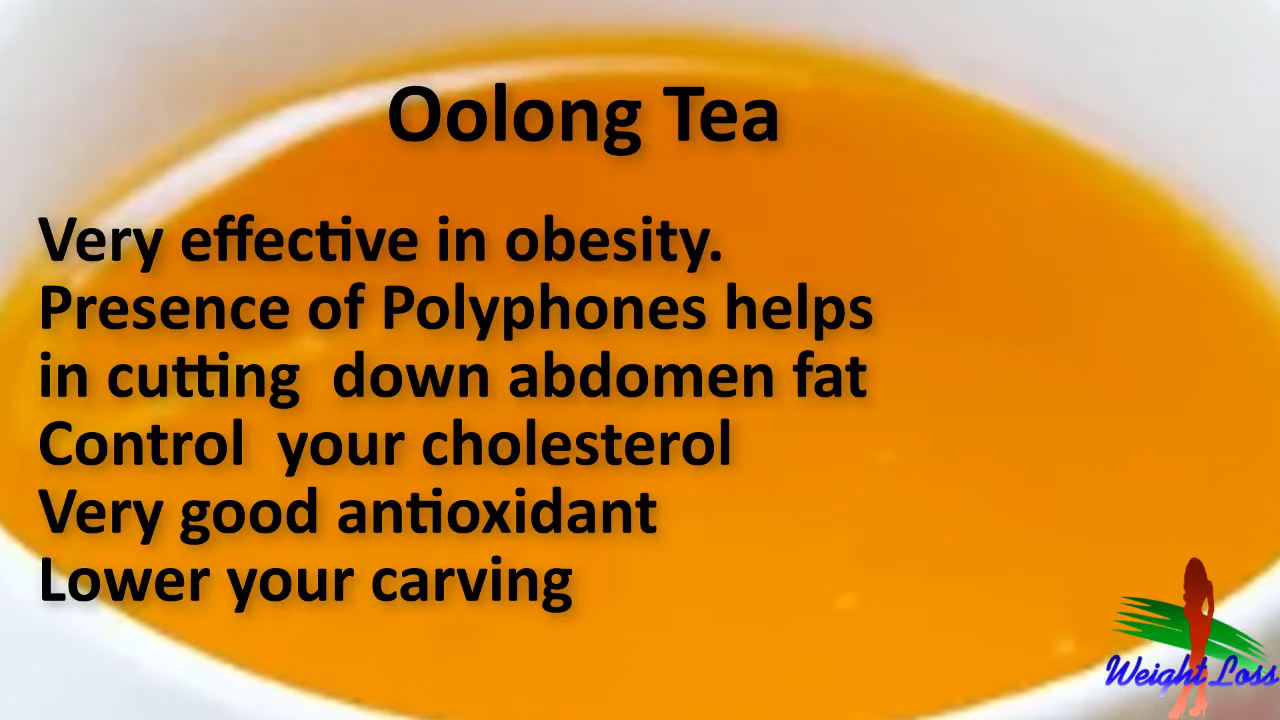 Oolong Tea
Very effective in obesity.
Presence of Polyphones helps
in cutting  down abdomen fat
Control  your cholesterol
Very good antioxidant
Lower your carving
Weight Loss